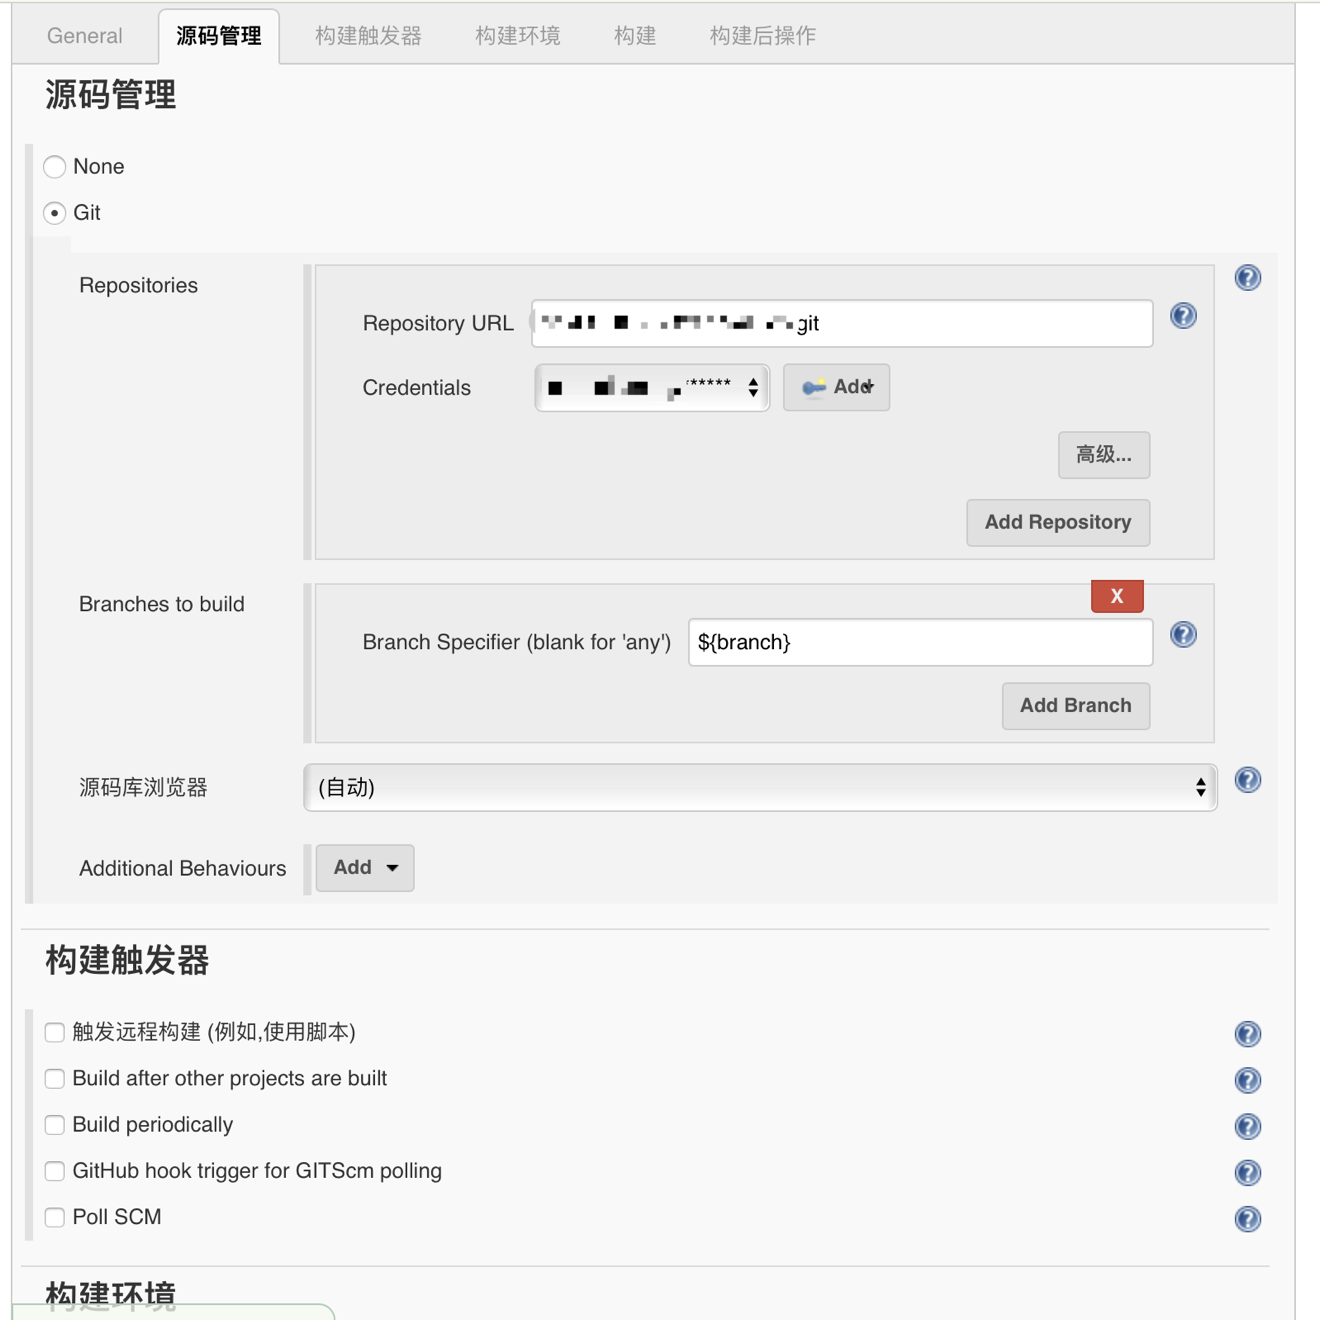 General 源码管理 构建触发器 构建环境 构建 构建后操作
源码管理
None
Git
Repositories
Repository URL git
Credentials ***** Add
高级...
Add Repository
Branches to build
X
Branch Specifier (blank for 'any') ${branch}
Add Branch
源码库浏览器 (自动)
Additional Behaviours Add
构建触发器
触发远程构建 (例如,使用脚本)
Build after other projects are built
Build periodically
GitHub hook trigger for GITScm polling
Poll SCM
构建环境